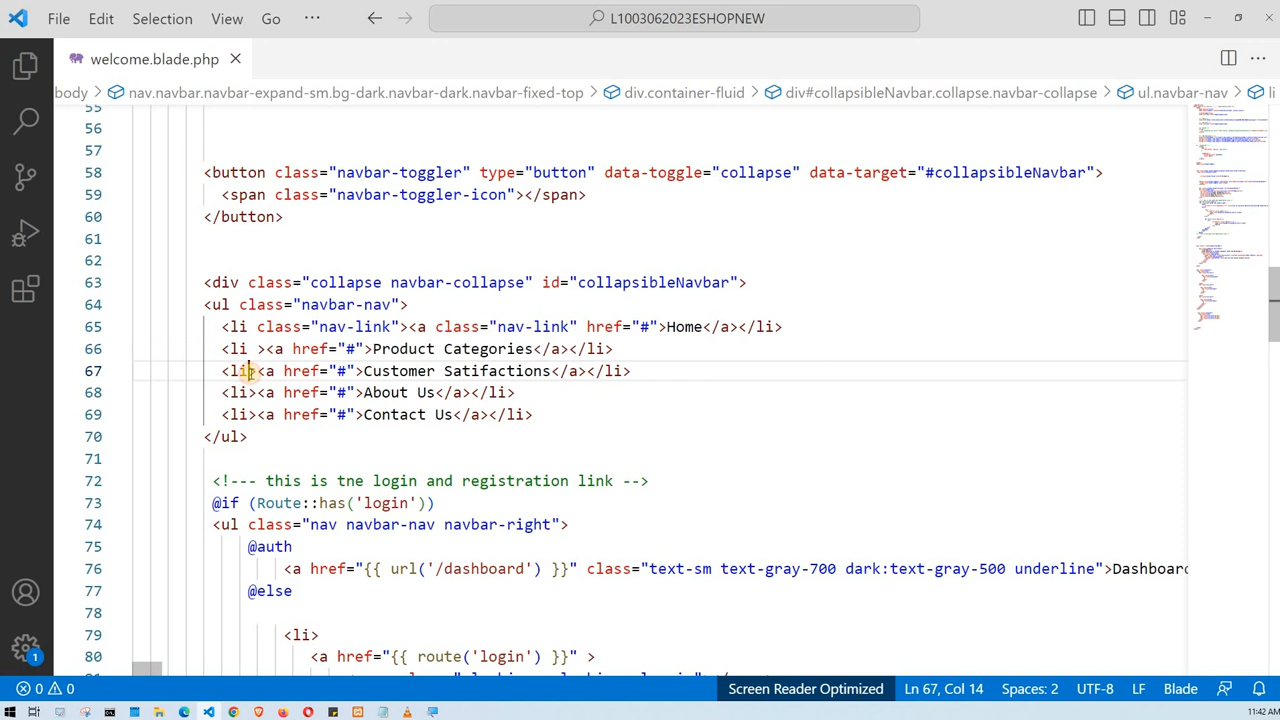 File Edit Selection View Go ··· L1003062023ESHOPNEW
welcome.blade.php
body > nav.navbar.navbar-expand-sm.bg-dark.navbar-dark.navbar-fixed-top > div.container-fluid > div#collapsibleNavbar.collapse.navbar-collapse > ul.navbar-nav > li
55
56
57
58 <button class="navbar-toggler" type="button" data-toggle="collapse" data-target="#collapsibleNavbar">
59 <span class="navbar-toggler-icon"></span>
60 </button>
61
62
63 <div class="collapse navbar-collapse" id="collapsibleNavbar">
64 <ul class="navbar-nav">
65 <li class="nav-link"><a class="nav-link" href="#">Home</a></li>
66 <li ><a href="#">Product Categories</a></li>
67 <li><a href="#">Customer Satifactions</a></li>
68 <li><a href="#">About Us</a></li>
69 <li><a href="#">Contact Us</a></li>
70 </ul>
71
72 <!--- this is tne login and registration link -->
73 @if (Route::has('login'))
74 <ul class="nav navbar-nav navbar-right">
75 @auth
76 <a href="{{ url('/dashboard') }}" class="text-sm text-gray-700 dark:text-gray-500 underline">Dashboard
77 @else
78
79 <li>
80 <a href="{{ route('login') }}" >
1
0 0 Screen Reader Optimized Ln 67, Col 14 Spaces: 2 UTF-8 LF Blade
11:42 AM